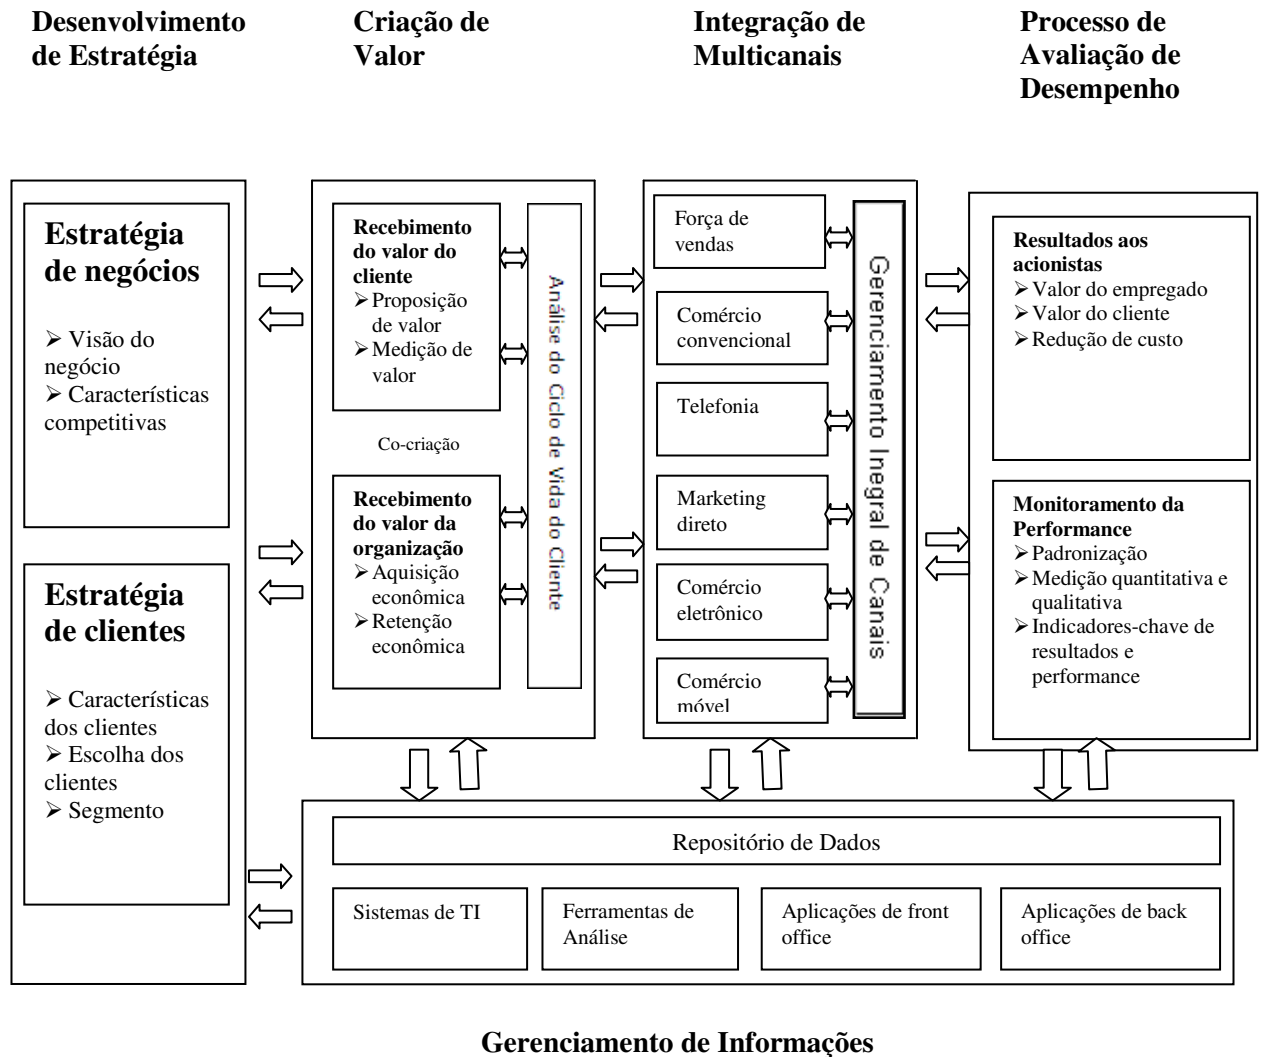 Desenvolvimento
de Estratégia
Criação de
Valor
Integração de
Multicanais
Processo de
Avaliação de
Desempenho
Estratégia
de negócios
➢ Visão do
negócio
➢ Características
competitivas
Estratégia
de clientes
➢ Características
dos clientes
➢ Escolha dos
clientes
➢ Segmento
Recebimento
do valor do
cliente
➢ Proposição
de valor
➢ Medição de
valor
Co-criação
Recebimento
do valor da
organização
➢ Aquisição
econômica
➢ Retenção
econômica
Análise do Ciclo de Vida do Cliente
Força de
vendas
Comércio
convencional
Telefonia
Marketing
direto
Comércio
eletrônico
Comércio
móvel
Gerenciamento Inegral de Canais
Resultados aos
acionistas
➢ Valor do empregado
➢ Valor do cliente
➢ Redução de custo
Monitoramento da
Performance
➢ Padronização
➢ Medição quantitativa e
qualitativa
➢ Indicadores-chave de
resultados e
performance
Repositório de Dados
Sistemas de TI
Ferramentas de
Análise
Aplicações de front
office
Aplicações de back
office
Gerenciamento de Informações